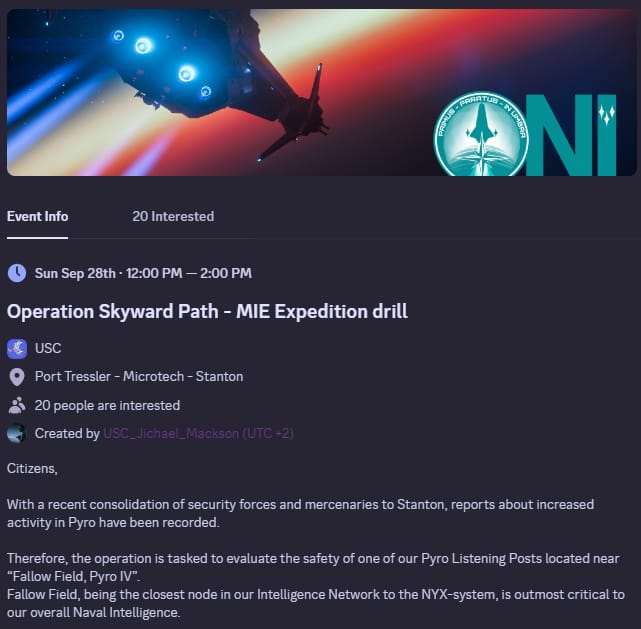 PRIMUS - PARATUS - IN UMBRA
NI
Event Info
20 Interested
Sun Sep 28th · 12:00 PM — 2:00 PM
Operation Skyward Path - MIE Expedition drill
USC
Port Tressler - Microtech - Stanton
20 people are interested
Created by USC_Jichael_Mackson (UTC +2)
Citizens,
With a recent consolidation of security forces and mercenaries to Stanton, reports about increased
activity in Pyro have been recorded.
Therefore, the operation is tasked to evaluate the safety of one of our Pyro Listening Posts located near
“Fallow Field, Pyro IV”.
Fallow Field, being the closest node in our Intelligence Network to the NYX-system, is outmost critical to
our overall Naval Intelligence.